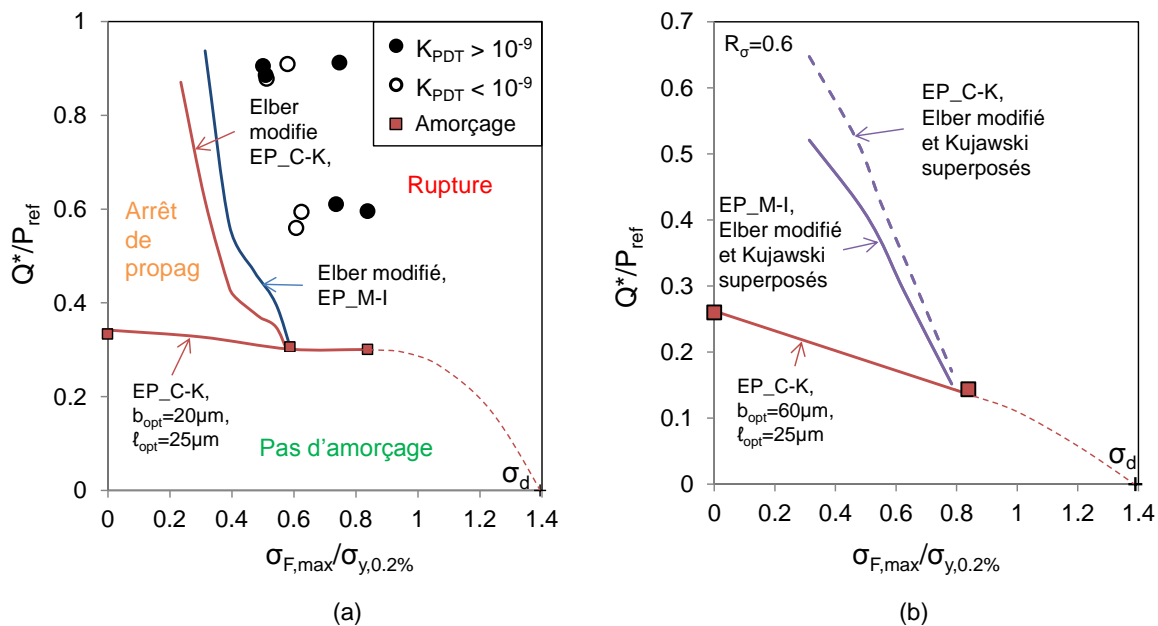 1
0.8
0.6
0.4
0.2
0
Q*/P_ref
K_PDT > 10^-9
K_PDT < 10^-9
Amorçage
Elber
modifie
EP_C-K,
Rupture
Arrêt
de
propag
Elber modifié,
EP_M-I
EP_C-K,
b_opt=20µm,
ℓ_opt=25µm
Pas d'amorçage
σ_d
0 0.2 0.4 0.6 0.8 1 1.2 1.4
σ_F,max/σ_y,0.2%
(a)
0.7
0.6
0.5
0.4
0.3
0.2
0.1
0
Q*/P_ref
R_σ=0.6
EP_C-K,
Elber modifié
et Kujawski
superposés
EP_M-I,
Elber modifié
et Kujawski
superposés
EP_C-K,
b_opt=60µm,
ℓ_opt=25µm
σ_d
0 0.2 0.4 0.6 0.8 1 1.2 1.4
σ_F,max/σ_y,0.2%
(b)